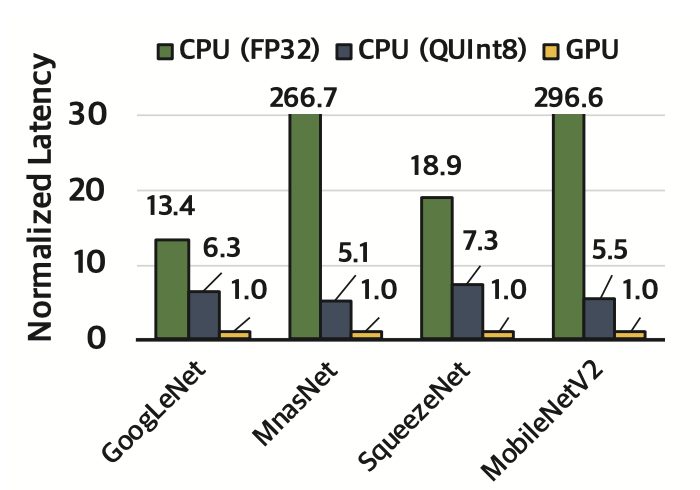 CPU (FP32) CPU (QUInt8) GPU
Normalized Latency
30
20
10
0
266.7
296.6
18.9
13.4
6.3
1.0
5.1
1.0
7.3
1.0
5.5
1.0
GoogLeNet
MnasNet
SqueezeNet
MobileNetV2